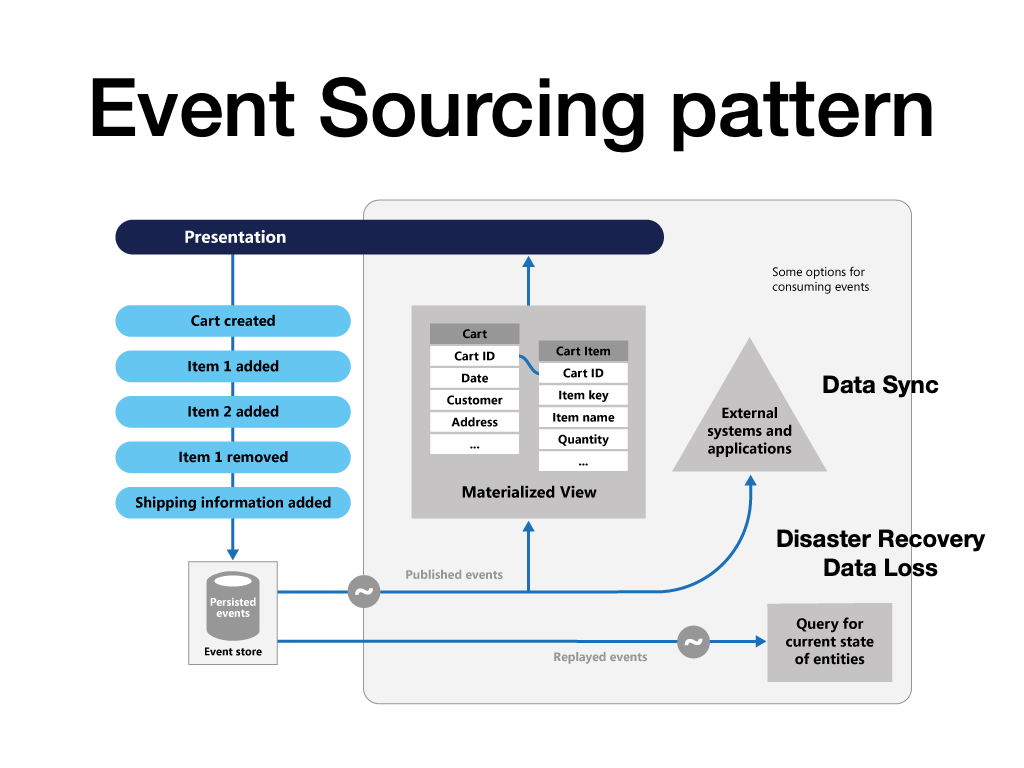 Event Sourcing pattern
Presentation
Some options for
consuming events
Cart created
Item 1 added
Item 2 added
Item 1 removed
Shipping information added
Cart
Cart ID
Date
Customer
Address
...
Cart Item
Cart ID
Item key
Item name
Quantity
...
Materialized View
External
systems and
applications
Data Sync
Disaster Recovery
Data Loss
Persisted
events
Event store
Published events
~
Replayed events
~
Query for
current state
of entities